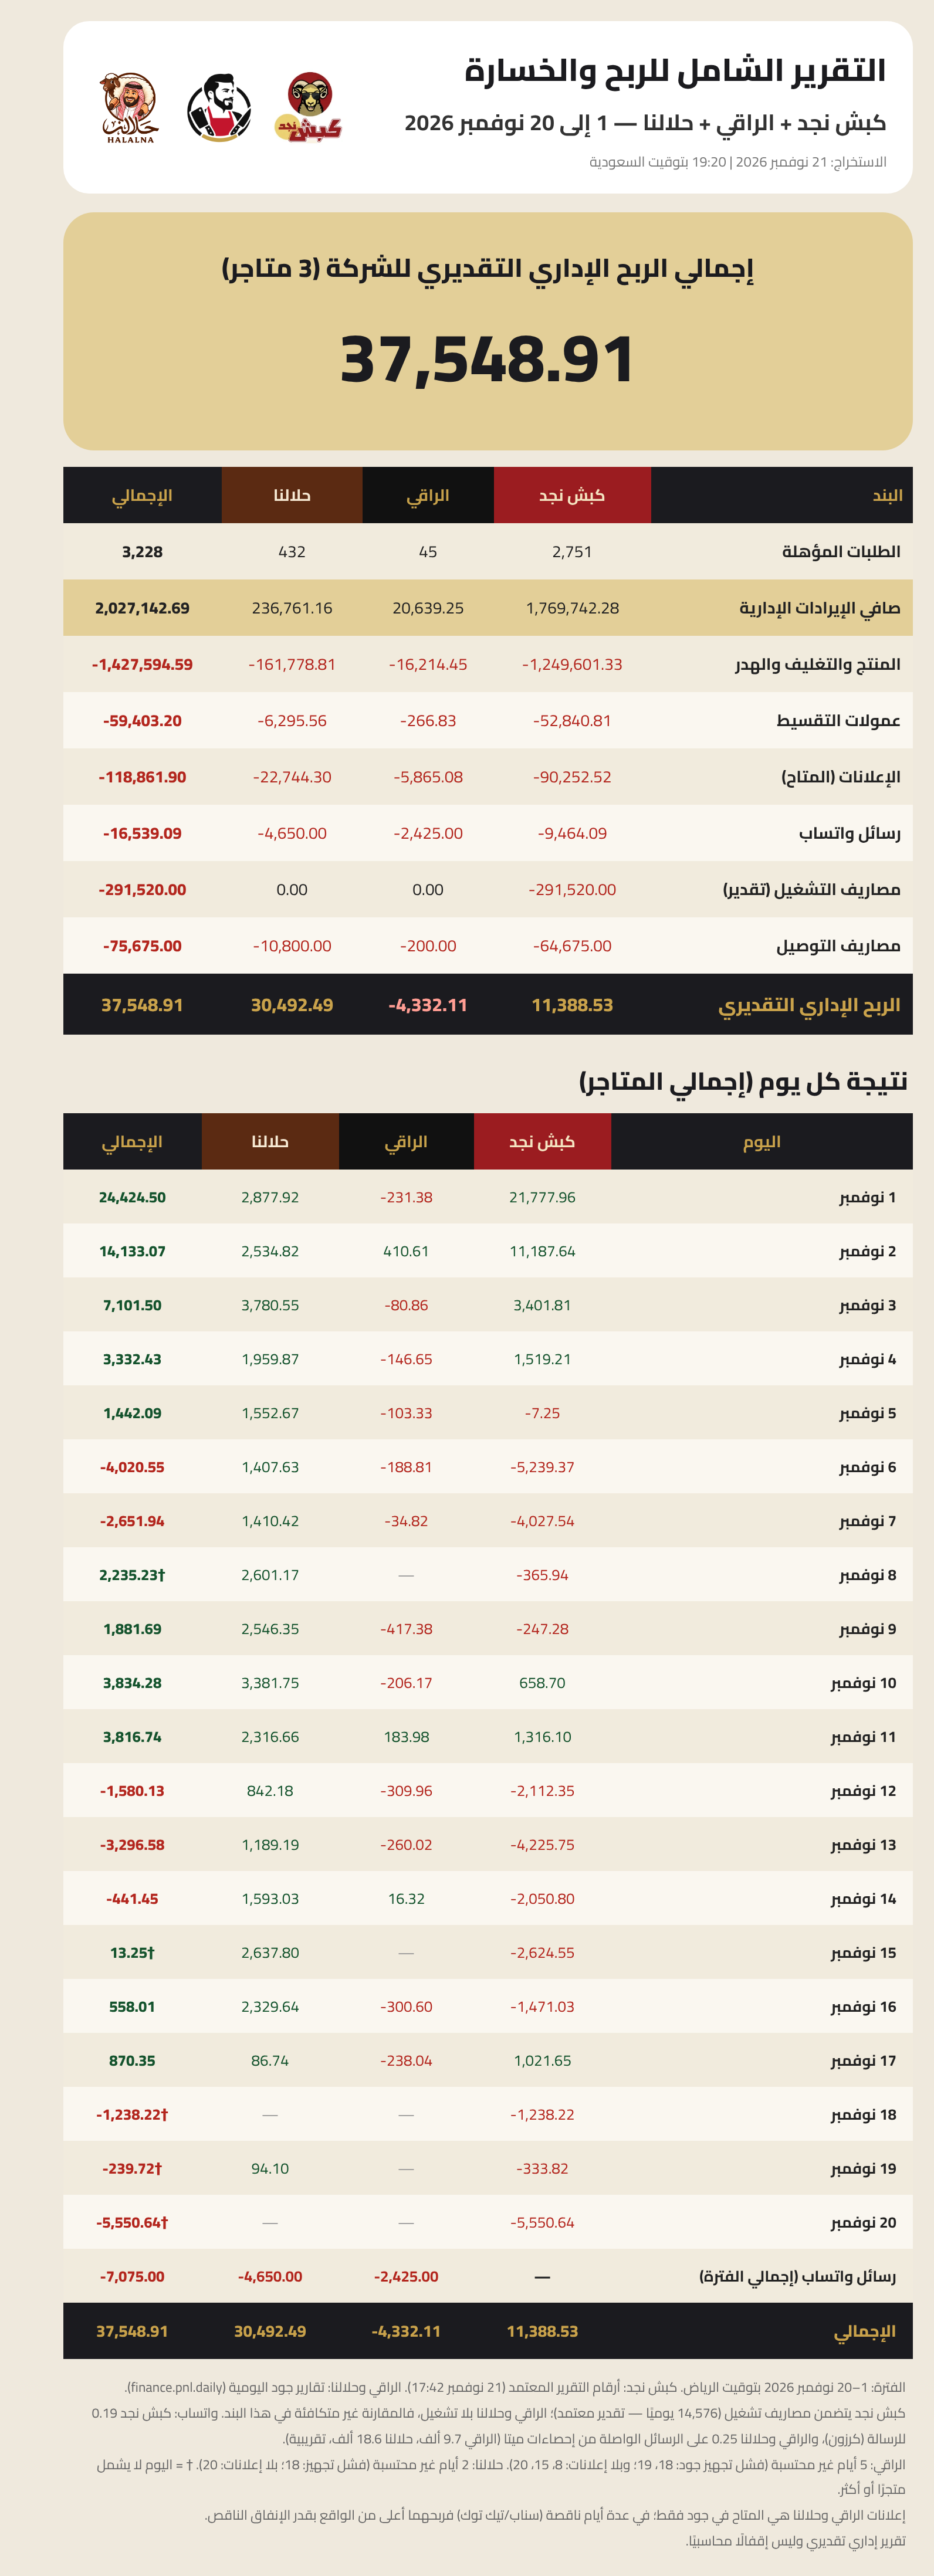 التقرير الشامل للربح والخسارة
كبش نجد + الراقي + حلالنا — 1 إلى 20 نوفمبر 2026
الاستخراج: 21 نوفمبر 2026 | 19:20 بتوقيت السعودية
كبش نجد
حلالنا
HALALNA
إجمالي الربح الإداري التقديري للشركة (3 متاجر)
37,548.91
البند كبش نجد الراقي حلالنا الإجمالي
الطلبات المؤهلة 2,751 45 432 3,228
صافي الإيرادات الإدارية 1,769,742.28 20,639.25 236,761.16 2,027,142.69
المنتج والتغليف والهدر -1,249,601.33 -16,214.45 -161,778.81 -1,427,594.59
عمولات التقسيط -52,840.81 -266.83 -6,295.56 -59,403.20
الإعلانات (المتاح) -90,252.52 -5,865.08 -22,744.30 -118,861.90
رسائل واتساب -9,464.09 -2,425.00 -4,650.00 -16,539.09
مصاريف التشغيل (تقدير) -291,520.00 0.00 0.00 -291,520.00
مصاريف التوصيل -64,675.00 -200.00 -10,800.00 -75,675.00
الربح الإداري التقديري 11,388.53 -4,332.11 30,492.49 37,548.91
نتيجة كل يوم (إجمالي المتاجر)
اليوم كبش نجد الراقي حلالنا الإجمالي
1 نوفمبر 21,777.96 -231.38 2,877.92 24,424.50
2 نوفمبر 11,187.64 410.61 2,534.82 14,133.07
3 نوفمبر 3,401.81 -80.86 3,780.55 7,101.50
4 نوفمبر 1,519.21 -146.65 1,959.87 3,332.43
5 نوفمبر -7.25 -103.33 1,552.67 1,442.09
6 نوفمبر -5,239.37 -188.81 1,407.63 -4,020.55
7 نوفمبر -4,027.54 -34.82 1,410.42 -2,651.94
8 نوفمبر -365.94 — 2,601.17 2,235.23†
9 نوفمبر -247.28 -417.38 2,546.35 1,881.69
10 نوفمبر 658.70 -206.17 3,381.75 3,834.28
11 نوفمبر 1,316.10 183.98 2,316.66 3,816.74
12 نوفمبر -2,112.35 -309.96 842.18 -1,580.13
13 نوفمبر -4,225.75 -260.02 1,189.19 -3,296.58
14 نوفمبر -2,050.80 16.32 1,593.03 -441.45
15 نوفمبر -2,624.55 — 2,637.80 13.25†
16 نوفمبر -1,471.03 -300.60 2,329.64 558.01
17 نوفمبر 1,021.65 -238.04 86.74 870.35
18 نوفمبر -1,238.22 — — -1,238.22†
19 نوفمبر -333.82 — 94.10 -239.72†
20 نوفمبر -5,550.64 — — -5,550.64†
رسائل واتساب (إجمالي الفترة) — -2,425.00 -4,650.00 -7,075.00
الإجمالي 11,388.53 -4,332.11 30,492.49 37,548.91
الفترة: 1–20 نوفمبر 2026 بتوقيت الرياض. كبش نجد: أرقام التقرير المعتمد (21 نوفمبر 17:42). الراقي وحلالنا: تقارير جود اليومية (finance.pnl.daily).
كبش نجد يتضمن مصاريف تشغيل (14,576 يوميًا — تقدير معتمد)؛ الراقي وحلالنا بلا تشغيل، فالمقارنة غير متكافئة في هذا البند. واتساب: كبش نجد 0.19
للرسالة (كرزون)، والراقي وحلالنا 0.25 على الرسائل الواصلة من إحصاءات ميتا (الراقي 9.7 ألف، حلالنا 18.6 ألف، تقريبية).
الراقي: 5 أيام غير محتسبة (فشل تجهيز جود: 18، 19؛ وبلا إعلانات: 8، 15، 20). حلالنا: 2 أيام غير محتسبة (فشل تجهيز: 18؛ بلا إعلانات: 20). † = اليوم لا يشمل
متجرًا أو أكثر.
إعلانات الراقي وحلالنا هي المتاح في جود فقط؛ في عدة أيام ناقصة (سناب/تيك توك) فربحهما أعلى من الواقع بقدر الإنفاق الناقص.
تقرير إداري تقديري وليس إقفالًا محاسبيًا.